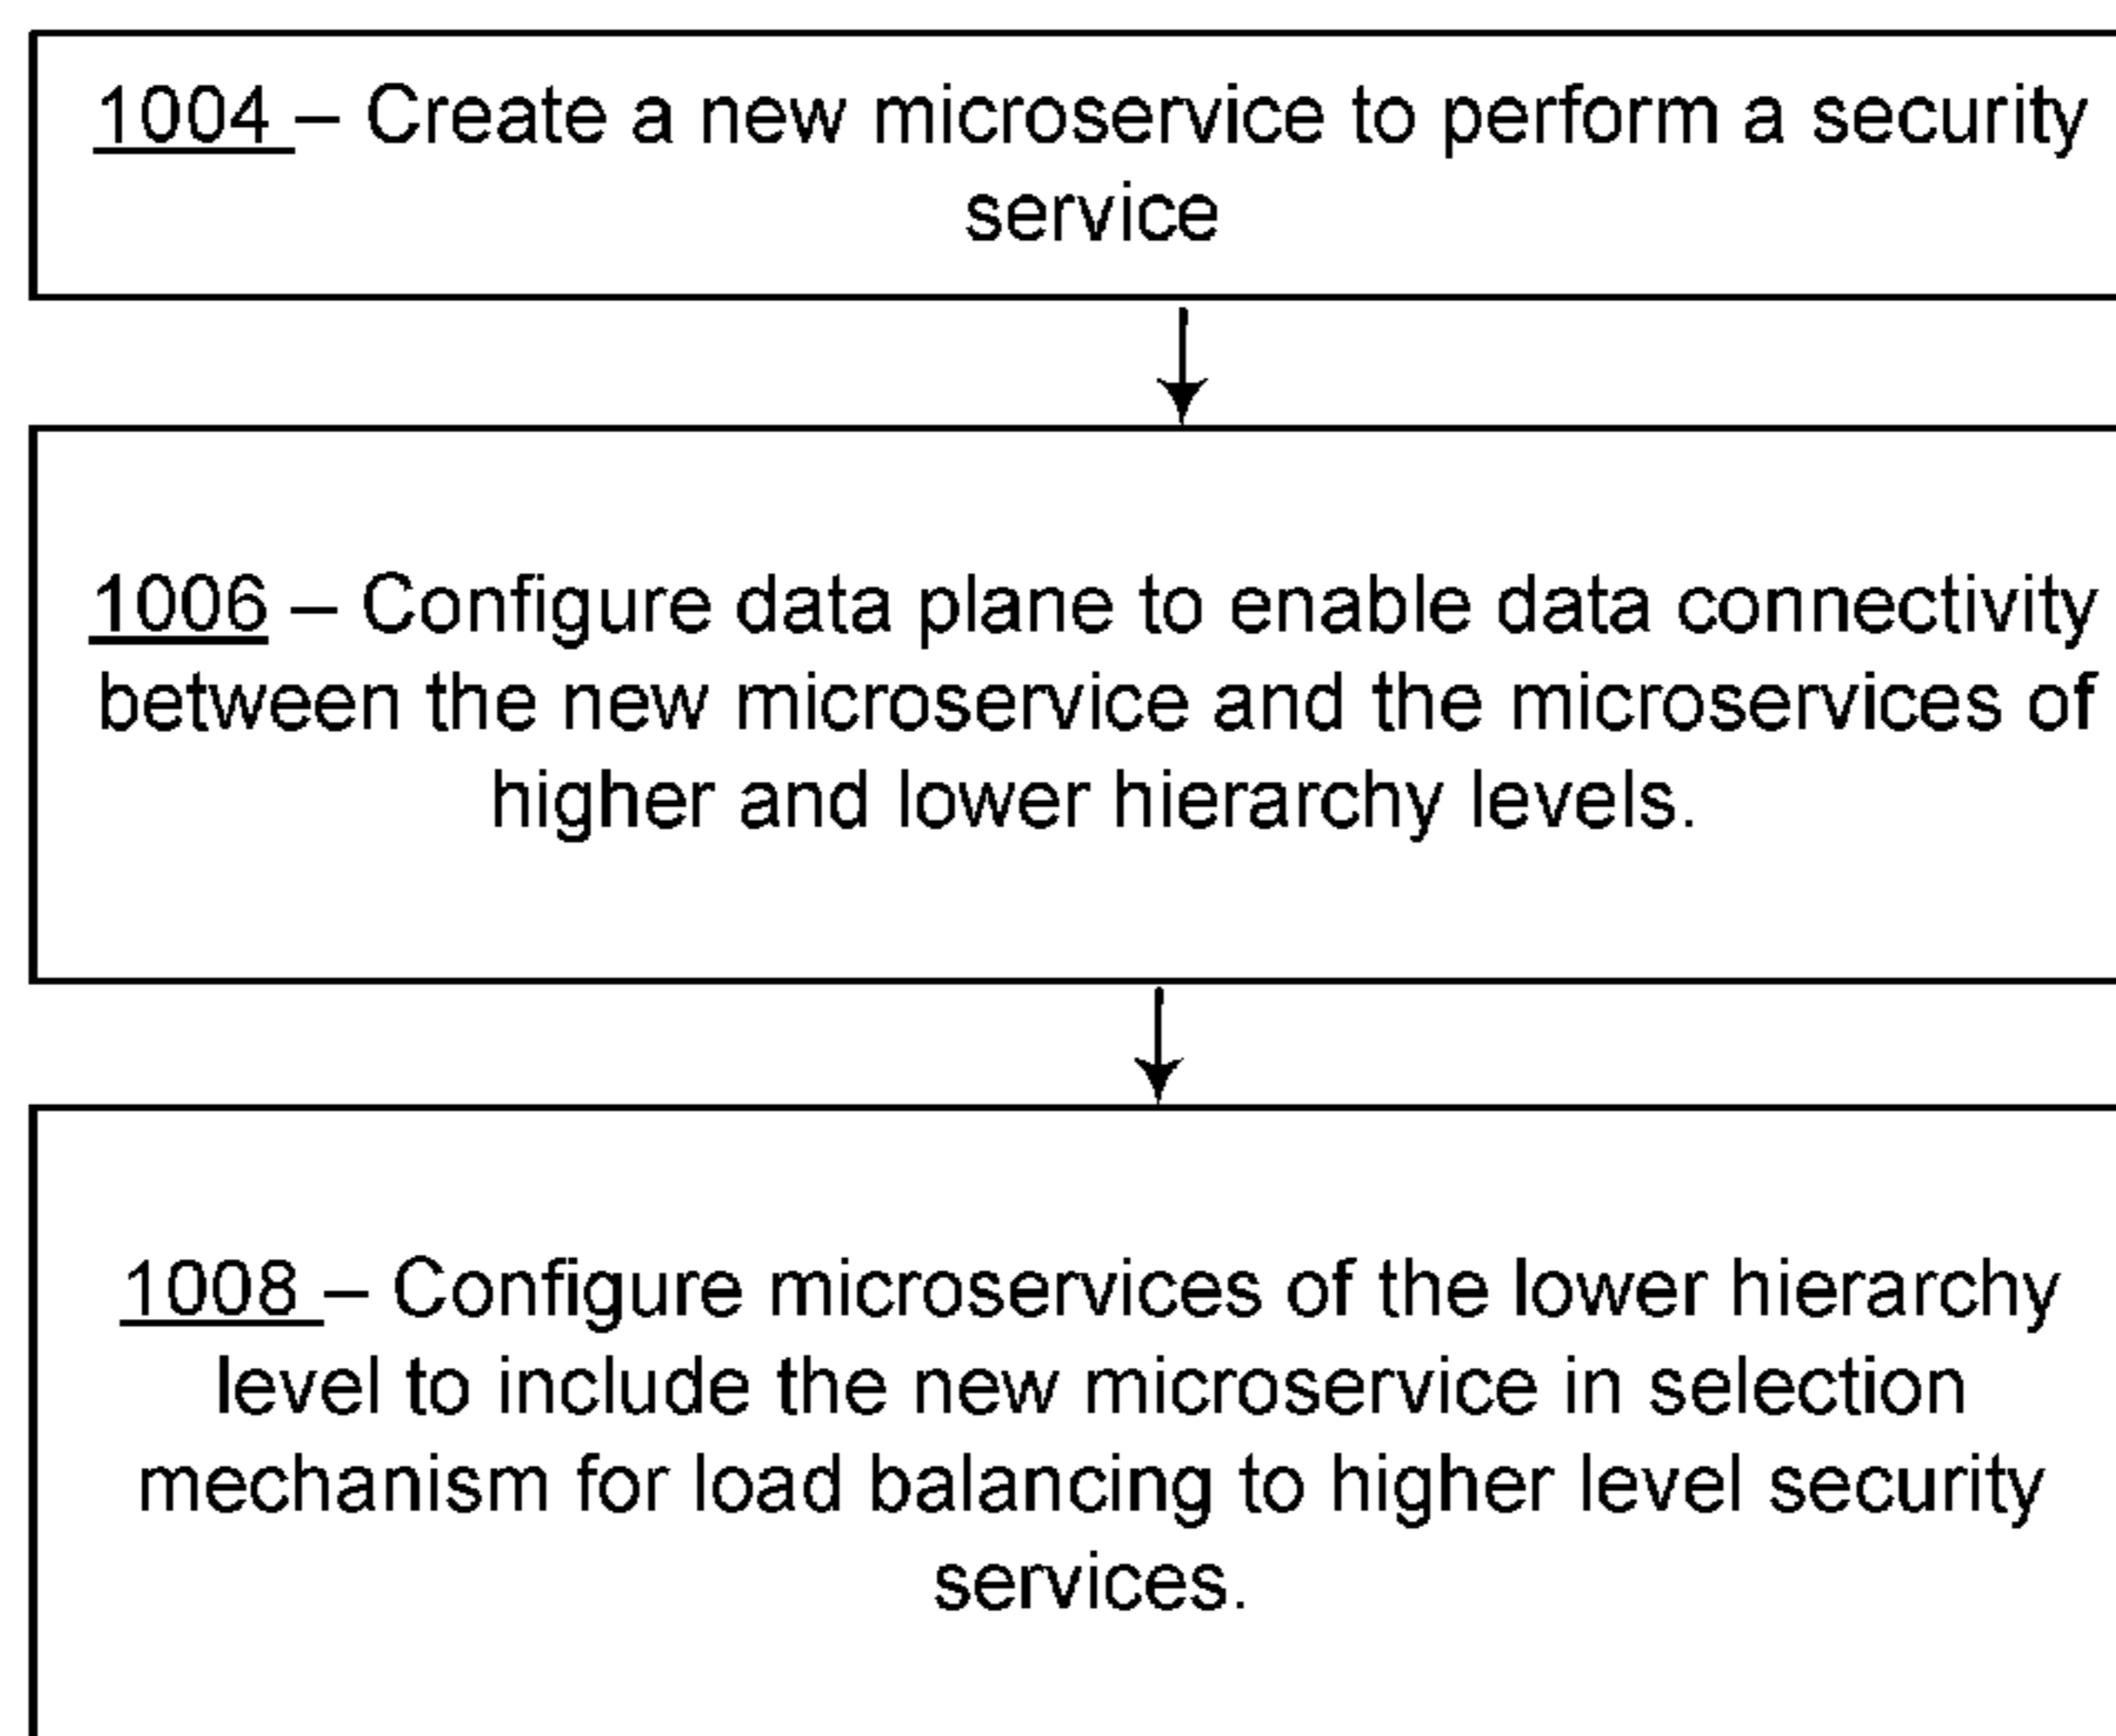 1004 – Create a new microservice to perform a security
service
1006 – Configure data plane to enable data connectivity
between the new microservice and the microservices of
higher and lower hierarchy levels.
1008 – Configure microservices of the lower hierarchy
level to include the new microservice in selection
mechanism for load balancing to higher level security
services.